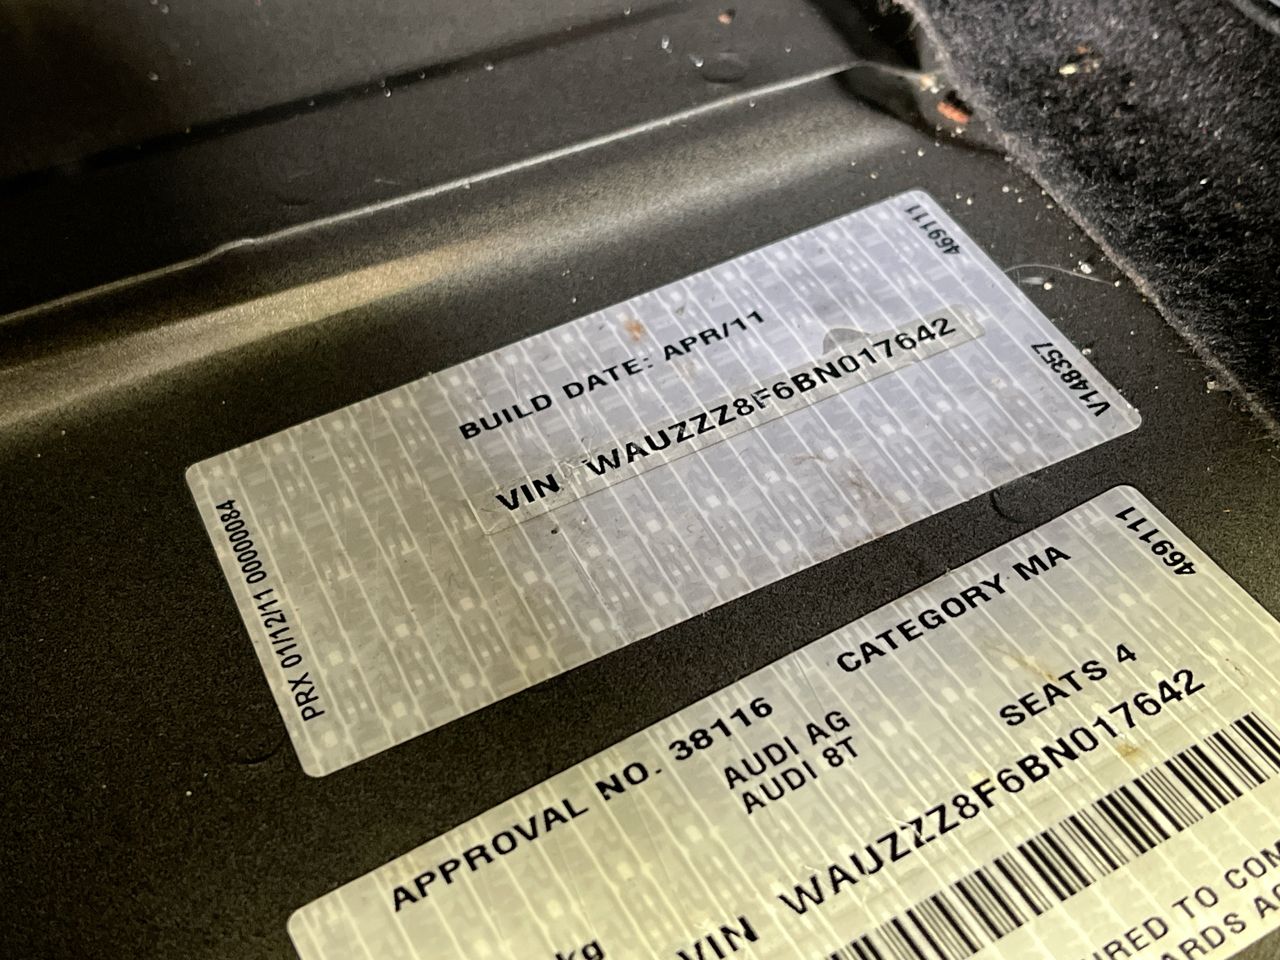 469111
BUILD DATE: APR/11
VIN WAUZZZ8F6BN017642
V148357
PRX 01/12/11 00000084
469111
APPROVAL NO. 38116 CATEGORY MA
AUDI AG
AUDI 8T SEATS 4
kg
VIN WAUZZZ8F6BN017642